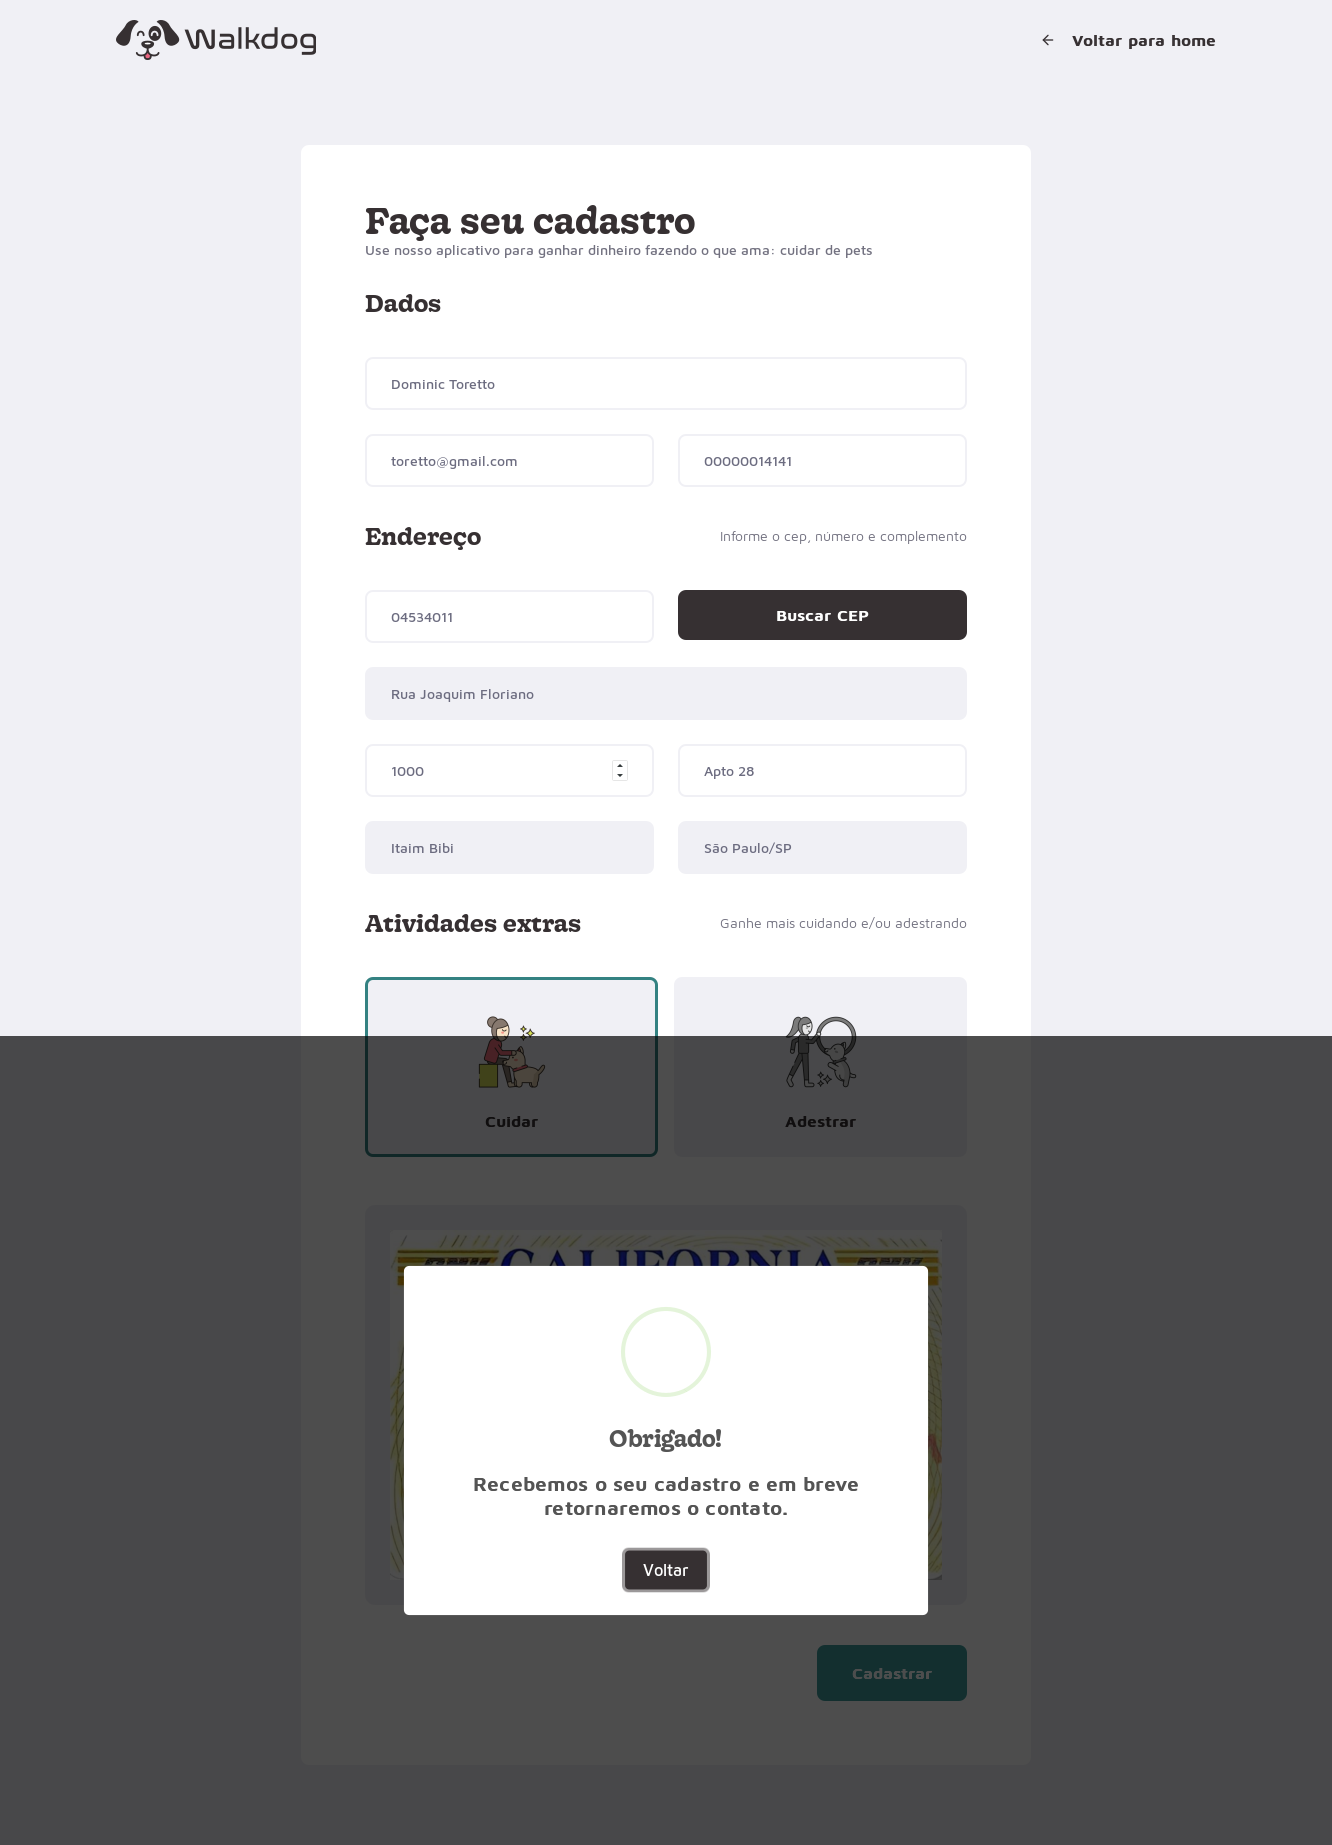 Walkdog
Voltar para home
Faça seu cadastro
Use nosso aplicativo para ganhar dinheiro fazendo o que ama: cuidar de pets
Dados
Dominic Toretto
toretto@gmail.com
00000014141
Endereço
Informe o cep, número e complemento
04534011
Buscar CEP
Rua Joaquim Floriano
1000
Apto 28
Itaim Bibi
São Paulo/SP
Atividades extras
Ganhe mais cuidando e/ou adestrando
Cuidar
Adestrar
CALIFORNIA
Obrigado!
Recebemos o seu cadastro e em breve
retornaremos o contato.
Voltar
Cadastrar